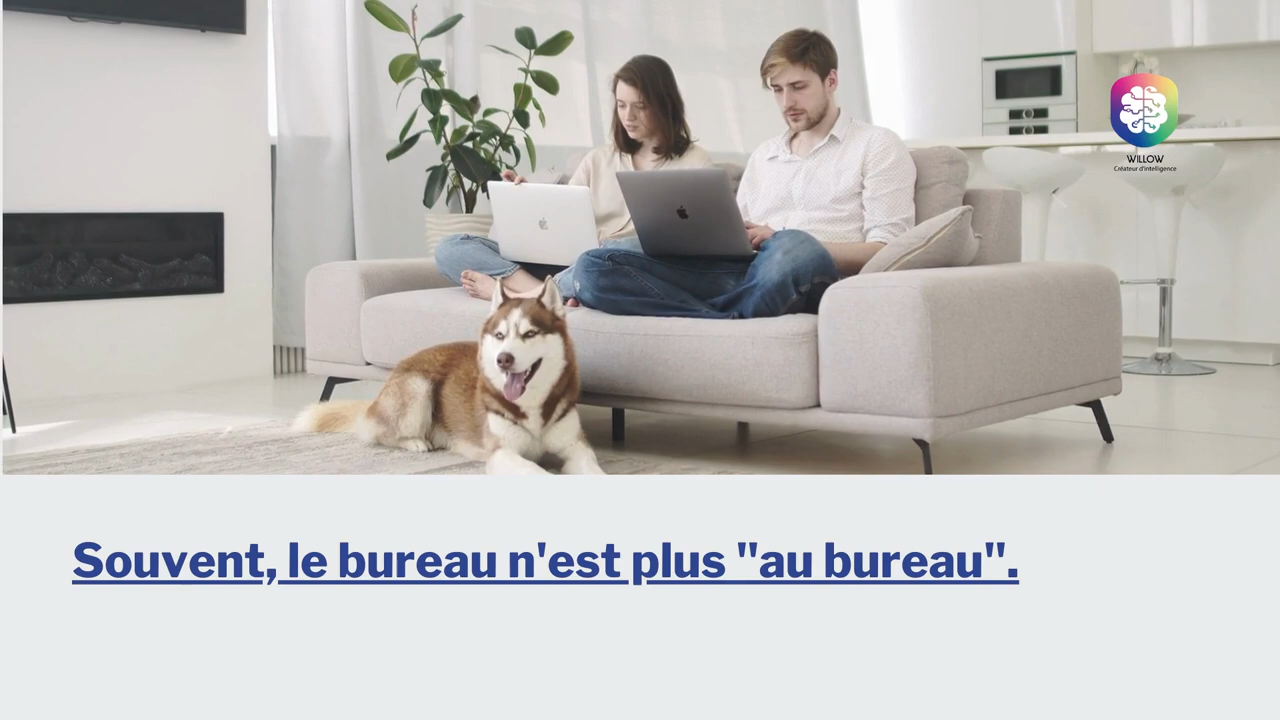 WILLOW
Créateur d'intelligence
Souvent, le bureau n'est plus "au bureau".